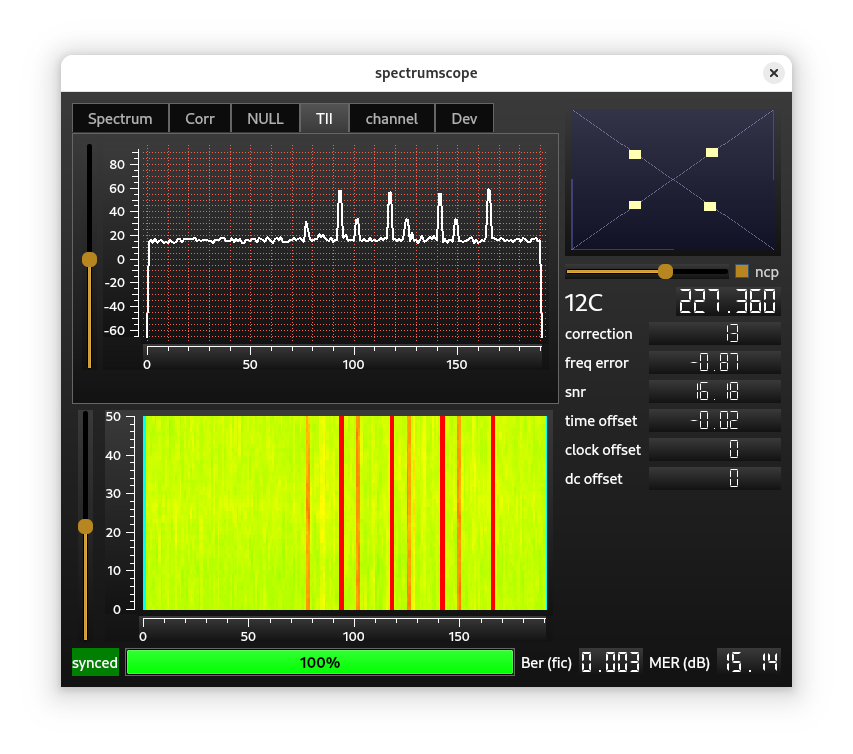 spectrumscope
Spectrum Corr NULL TII channel Dev
80
60
40
20
0
-20
-40
-60
0 50 100 150
ncp
12C 227.360
correction 13
freq error -0.87
snr 16.18
time offset -0.02
clock offset 0
dc offset 0
50
40
30
20
10
0
0 50 100 150
synced 100% Ber (fic) 0.003 MER (dB) 15.14